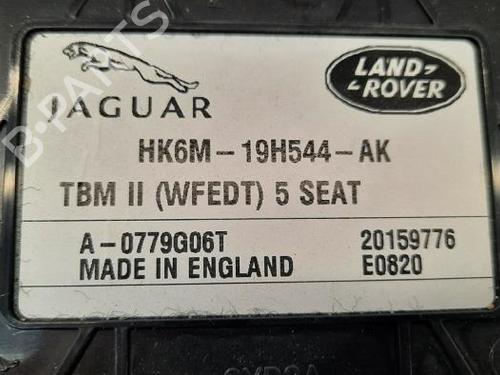 JAGUAR
LAND-
-ROVER
HK6M-19H544-AK
TBM II (WFEDT) 5 SEAT
A-0779G06T 20159776
MADE IN ENGLAND E0820
B-PARTS